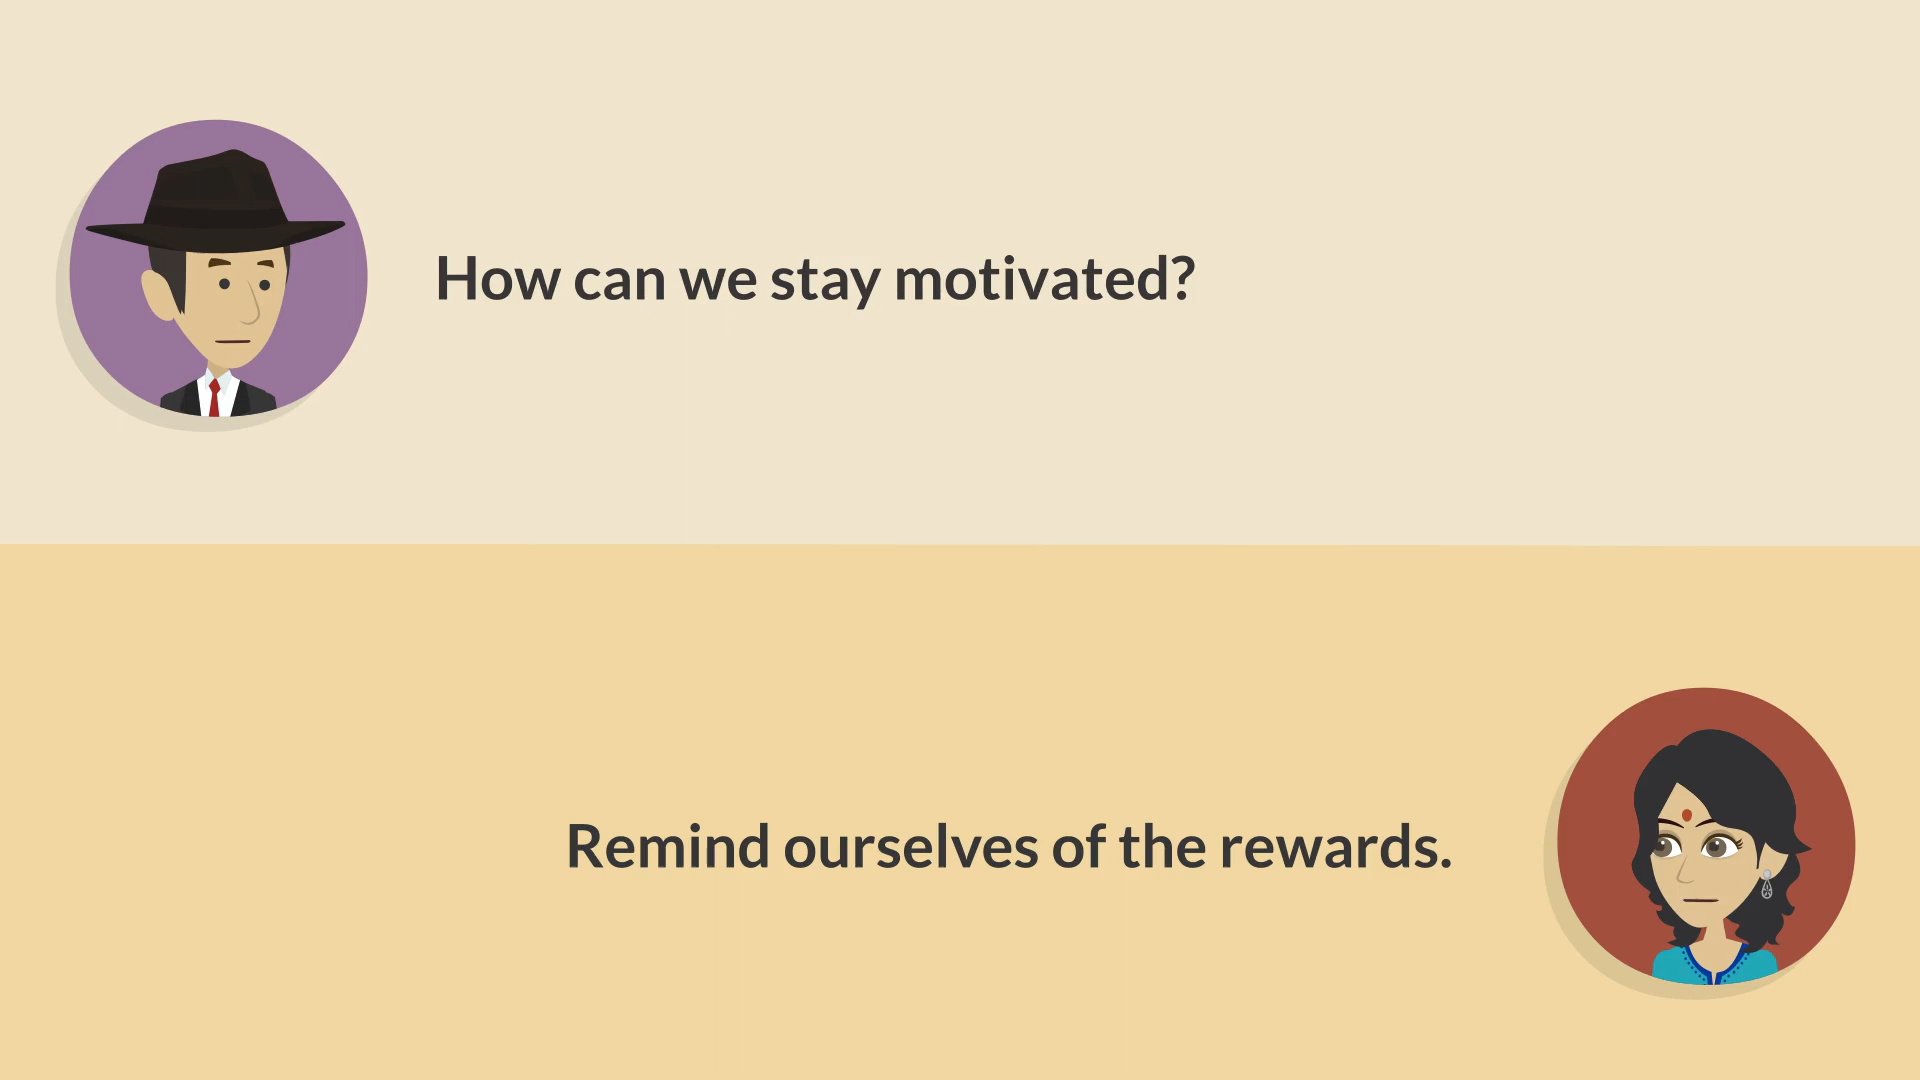 How can we stay motivated?
Remind ourselves of the rewards.